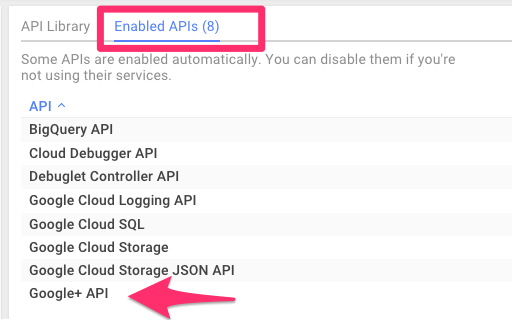 API Library
Enabled APIs (8)
Some APIs are enabled automatically. You can disable them if you're
not using their services.
API
BigQuery API
Cloud Debugger API
Debuglet Controller API
Google Cloud Logging API
Google Cloud SQL
Google Cloud Storage
Google Cloud Storage JSON API
Google+ API